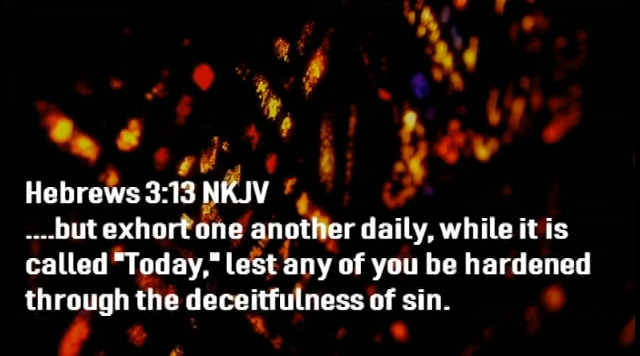 Hebrews 3:13 NKJV
....but exhort one another daily, while it is
called "Today," lest any of you be hardened
through the deceitfulness of sin.